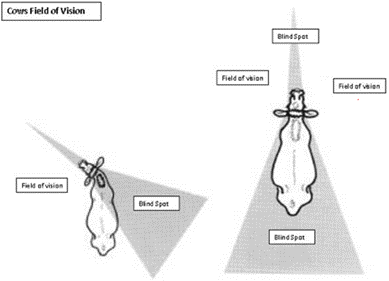 Cows Field of Vision
Blind Spot
Field of vision
Field of vision
Field of vision
Blind Spot
Blind Spot